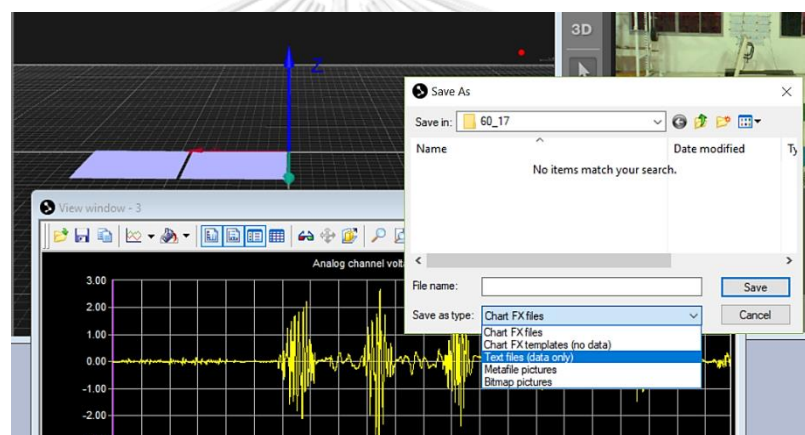 3D
Z
Save As
Save in:
60_17
Name
Date modified
No items match your search.
View window - 3
Analog channel
File name:
Save
Save as type:
Chart FX files
Cancel
Chart FX files
Chart FX templates (no data)
Text files (data only)
Metafile pictures
Bitmap pictures
3.00
2.00
1.00
0.00
-1.00
-2.00